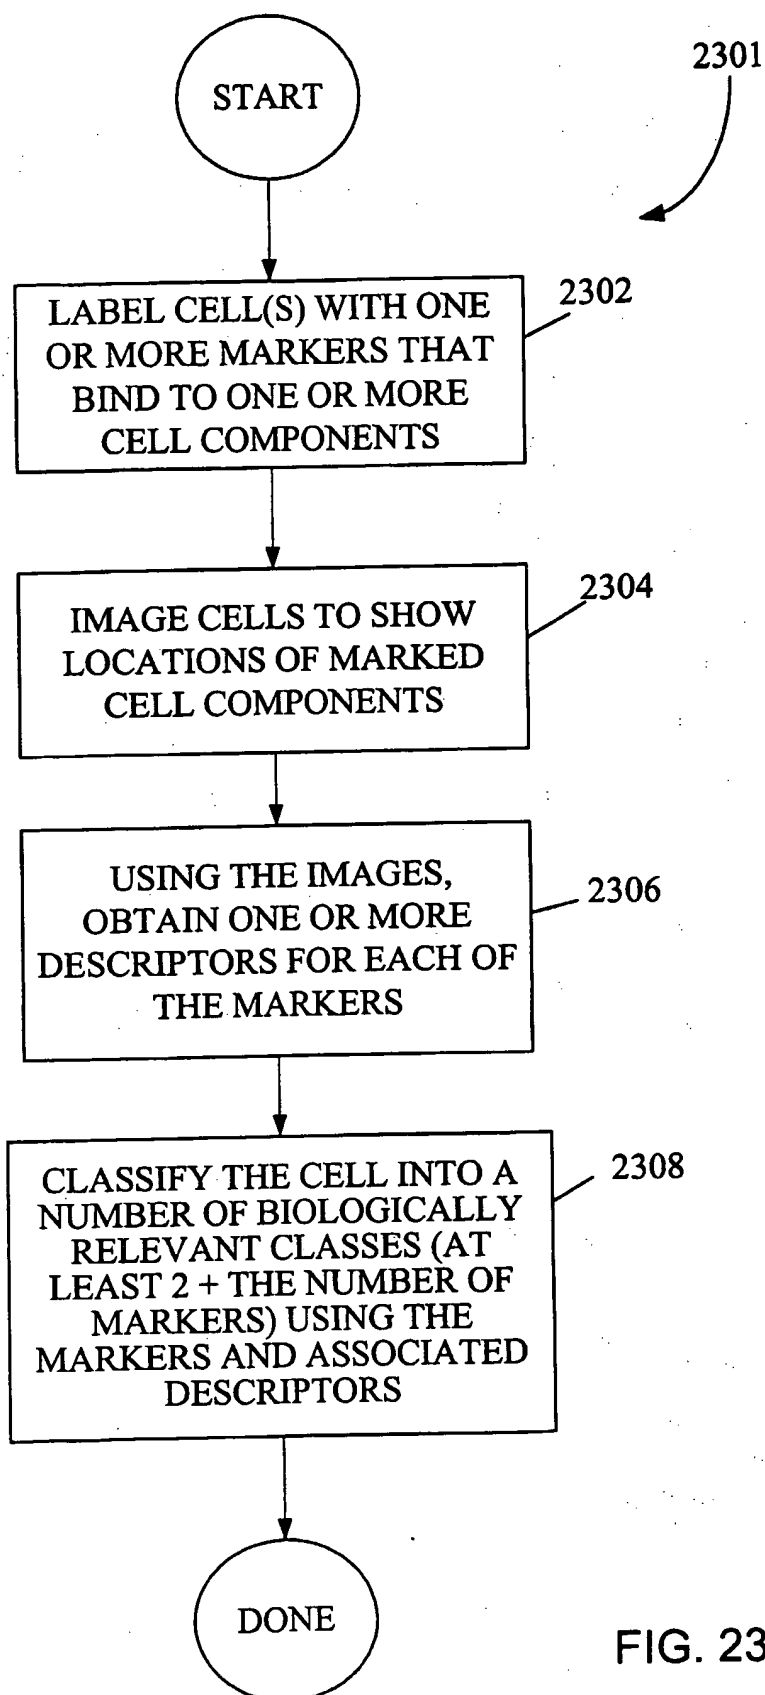 START
2301
LABEL CELL(S) WITH ONE
OR MORE MARKERS THAT
BIND TO ONE OR MORE
CELL COMPONENTS
2302
IMAGE CELLS TO SHOW
LOCATIONS OF MARKED
CELL COMPONENTS
2304
USING THE IMAGES,
OBTAIN ONE OR MORE
DESCRIPTORS FOR EACH OF
THE MARKERS
2306
CLASSIFY THE CELL INTO A
NUMBER OF BIOLOGICALLY
RELEVANT CLASSES (AT
LEAST 2 + THE NUMBER OF
MARKERS) USING THE
MARKERS AND ASSOCIATED
DESCRIPTORS
2308
DONE
FIG. 23